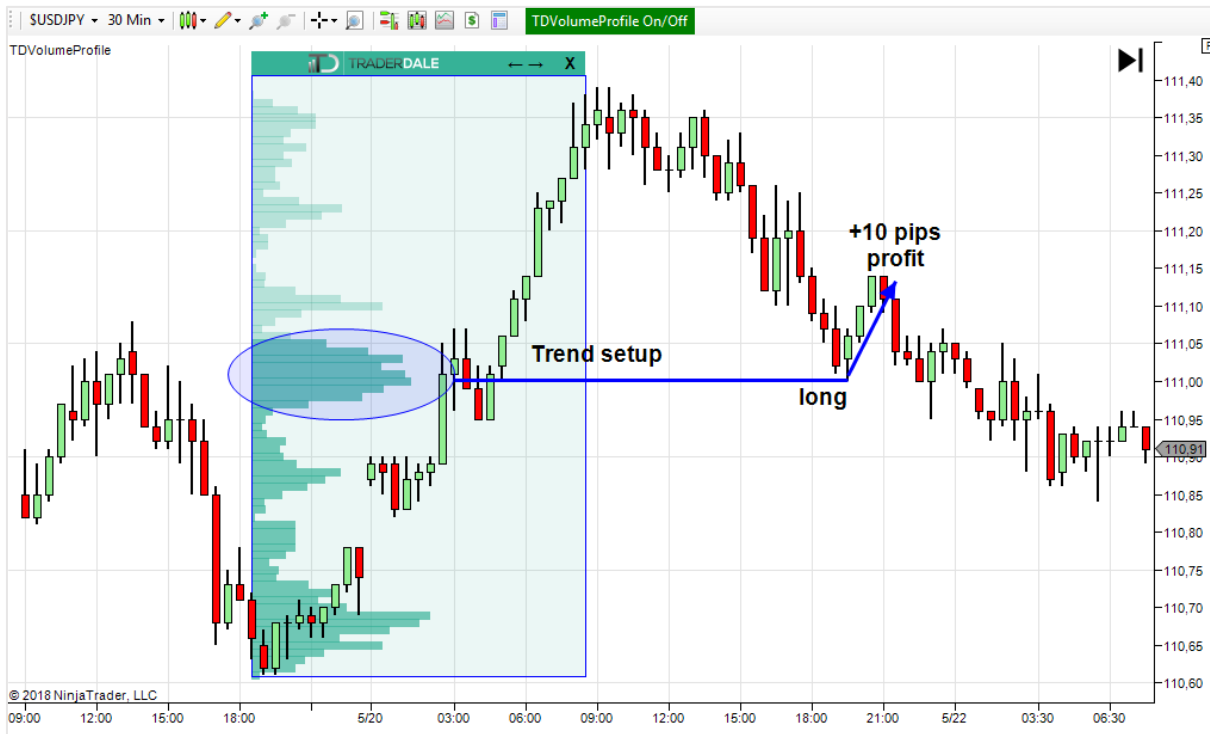 $USDJPY 30 Min TDVolumeProfile On/Off
TDVolumeProfile
TD TRADERDALE ← → X
F
111,40
111,35
111,30
111,25
+10 pips
profit
111,20
111,15
111,10
111,05
Trend setup
111,00
long
110,95
110,91
110,90
110,85
110,80
110,75
110,70
110,65
110,60
© 2018 NinjaTrader, LLC
09:00 12:00 15:00 18:00 5/20 03:00 06:00 09:00 12:00 15:00 18:00 21:00 5/22 03:30 06:30